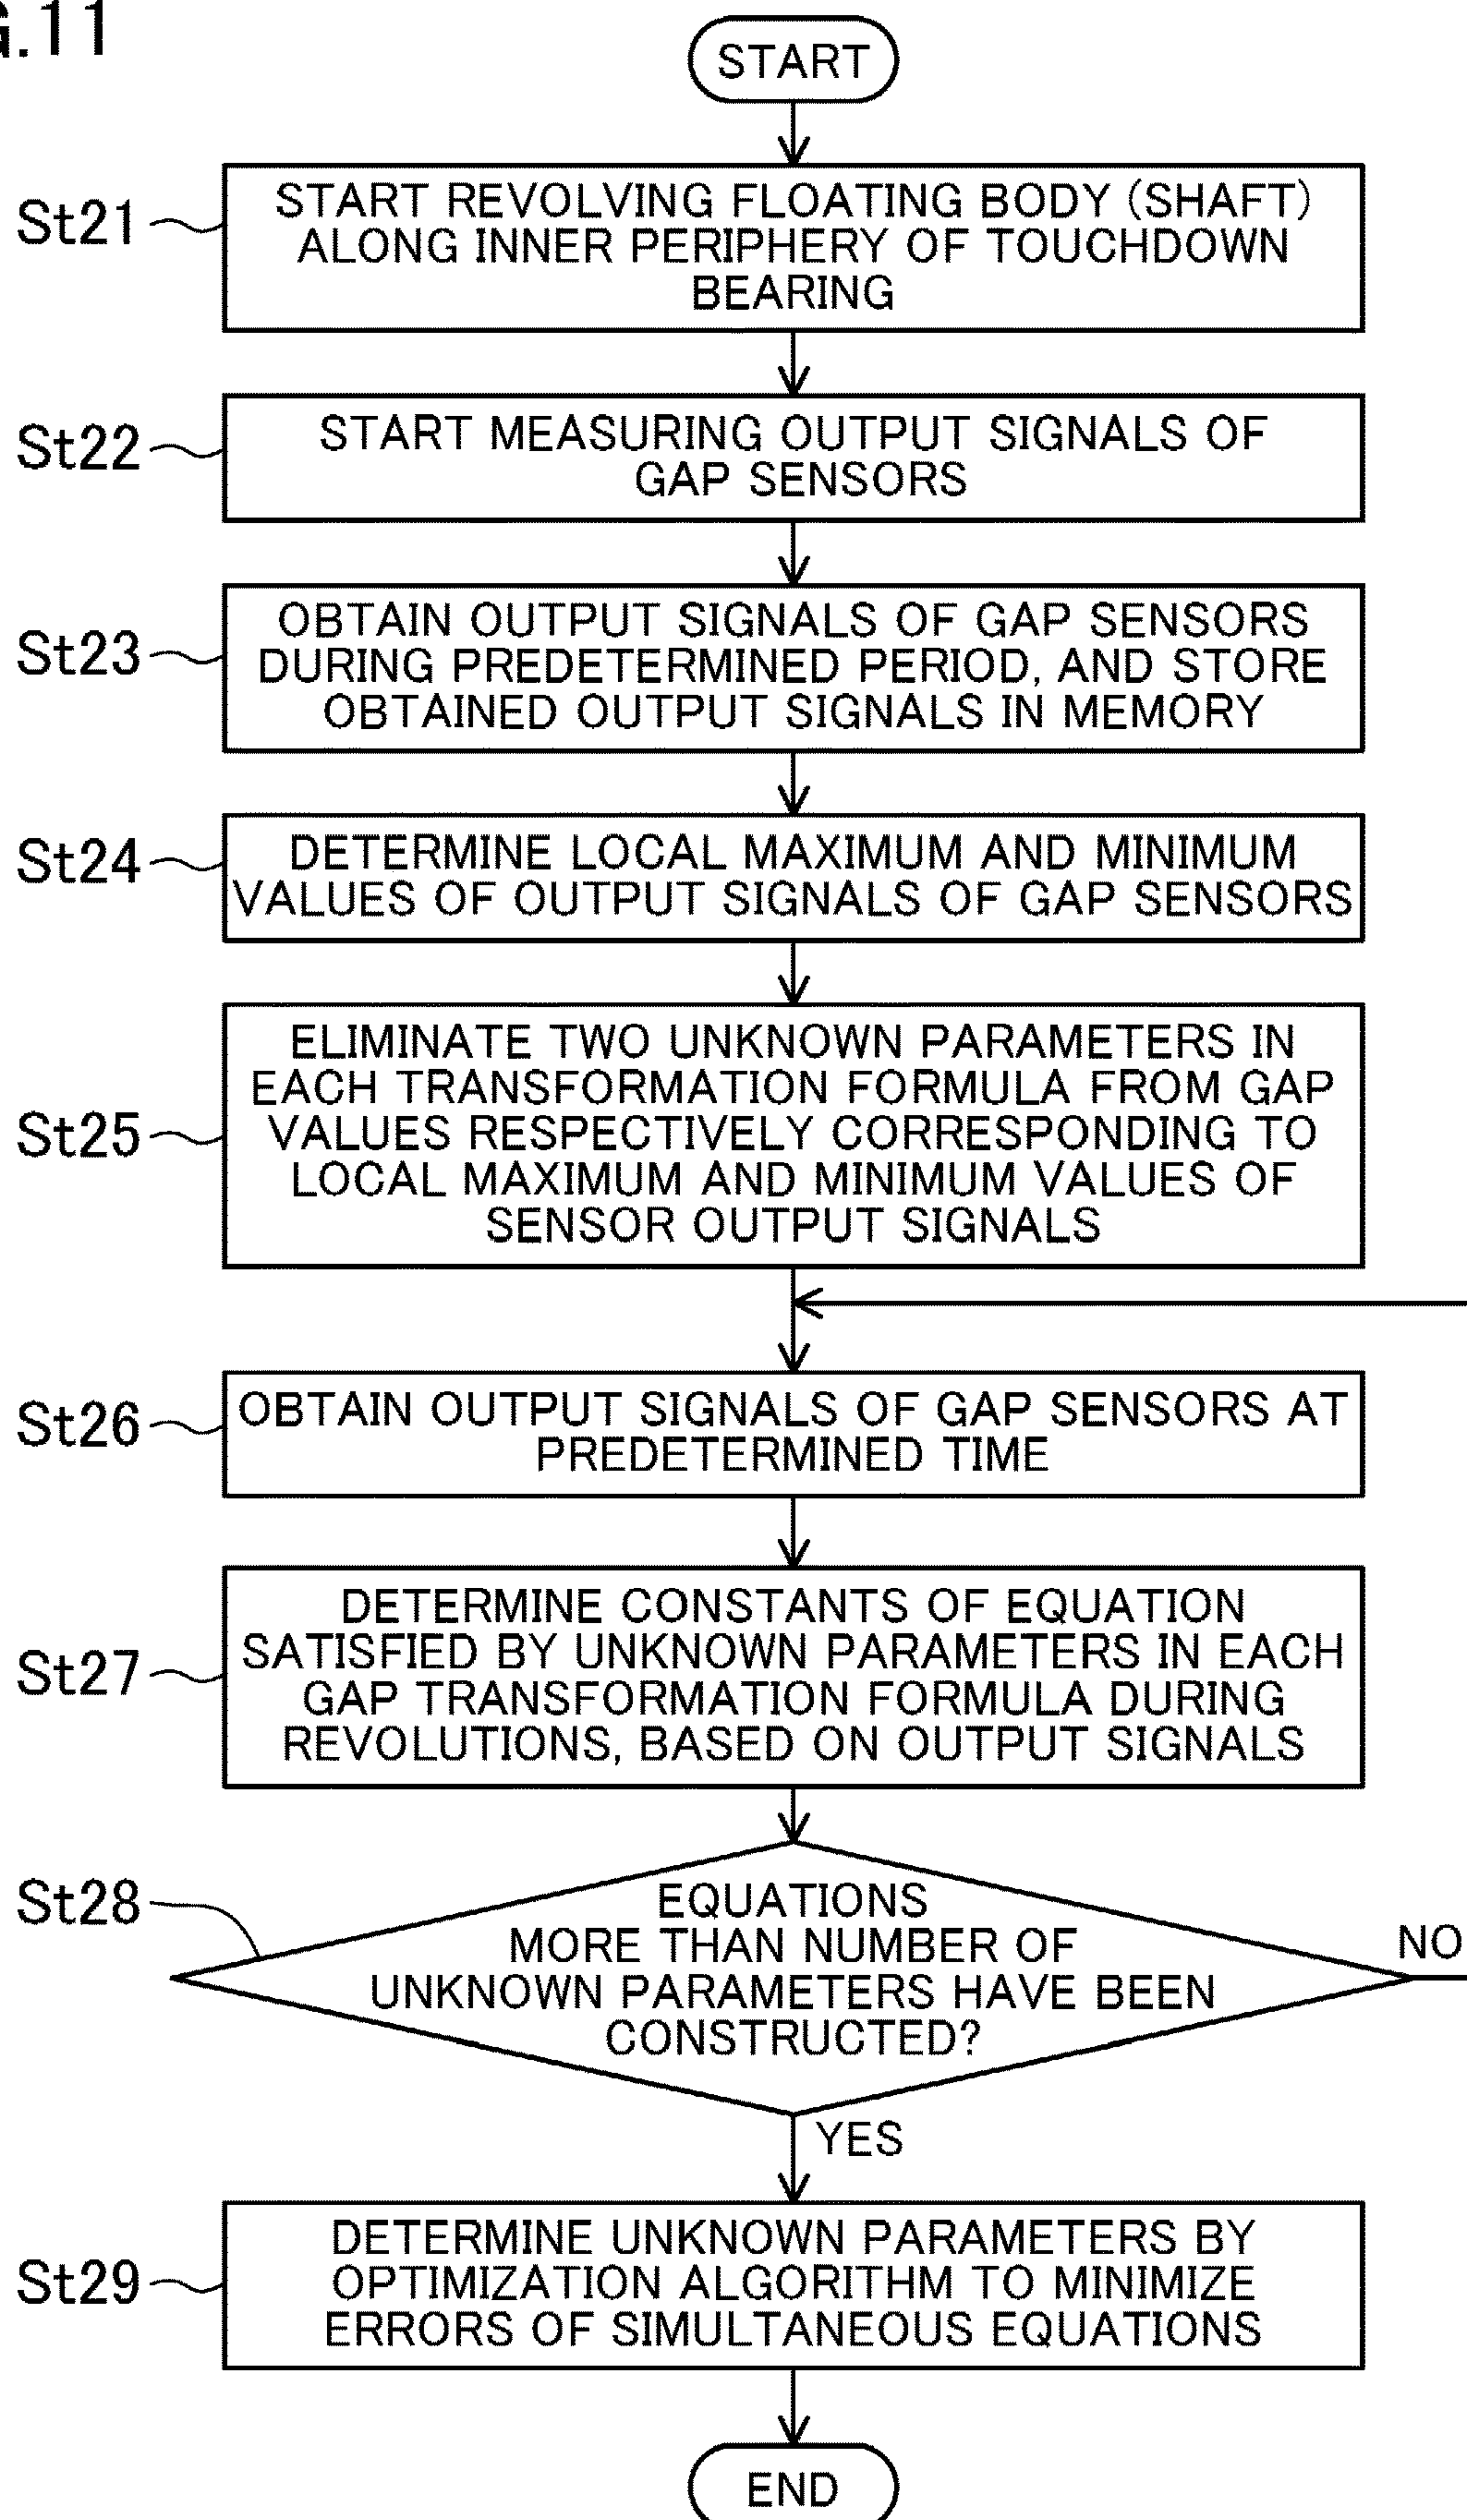 G.11
START
St21
START REVOLVING FLOATING BODY (SHAFT)
ALONG INNER PERIPHERY OF TOUCHDOWN
BEARING
St22
START MEASURING OUTPUT SIGNALS OF
GAP SENSORS
St23
OBTAIN OUTPUT SIGNALS OF GAP SENSORS
DURING PREDETERMINED PERIOD, AND STORE
OBTAINED OUTPUT SIGNALS IN MEMORY
St24
DETERMINE LOCAL MAXIMUM AND MINIMUM
VALUES OF OUTPUT SIGNALS OF GAP SENSORS
St25
ELIMINATE TWO UNKNOWN PARAMETERS IN
EACH TRANSFORMATION FORMULA FROM GAP
VALUES RESPECTIVELY CORRESPONDING TO
LOCAL MAXIMUM AND MINIMUM VALUES OF
SENSOR OUTPUT SIGNALS
St26
OBTAIN OUTPUT SIGNALS OF GAP SENSORS AT
PREDETERMINED TIME
St27
DETERMINE CONSTANTS OF EQUATION
SATISFIED BY UNKNOWN PARAMETERS IN EACH
GAP TRANSFORMATION FORMULA DURING
REVOLUTIONS, BASED ON OUTPUT SIGNALS
St28
EQUATIONS
MORE THAN NUMBER OF
UNKNOWN PARAMETERS HAVE BEEN
CONSTRUCTED?
NO
YES
St29
DETERMINE UNKNOWN PARAMETERS BY
OPTIMIZATION ALGORITHM TO MINIMIZE
ERRORS OF SIMULTANEOUS EQUATIONS
END